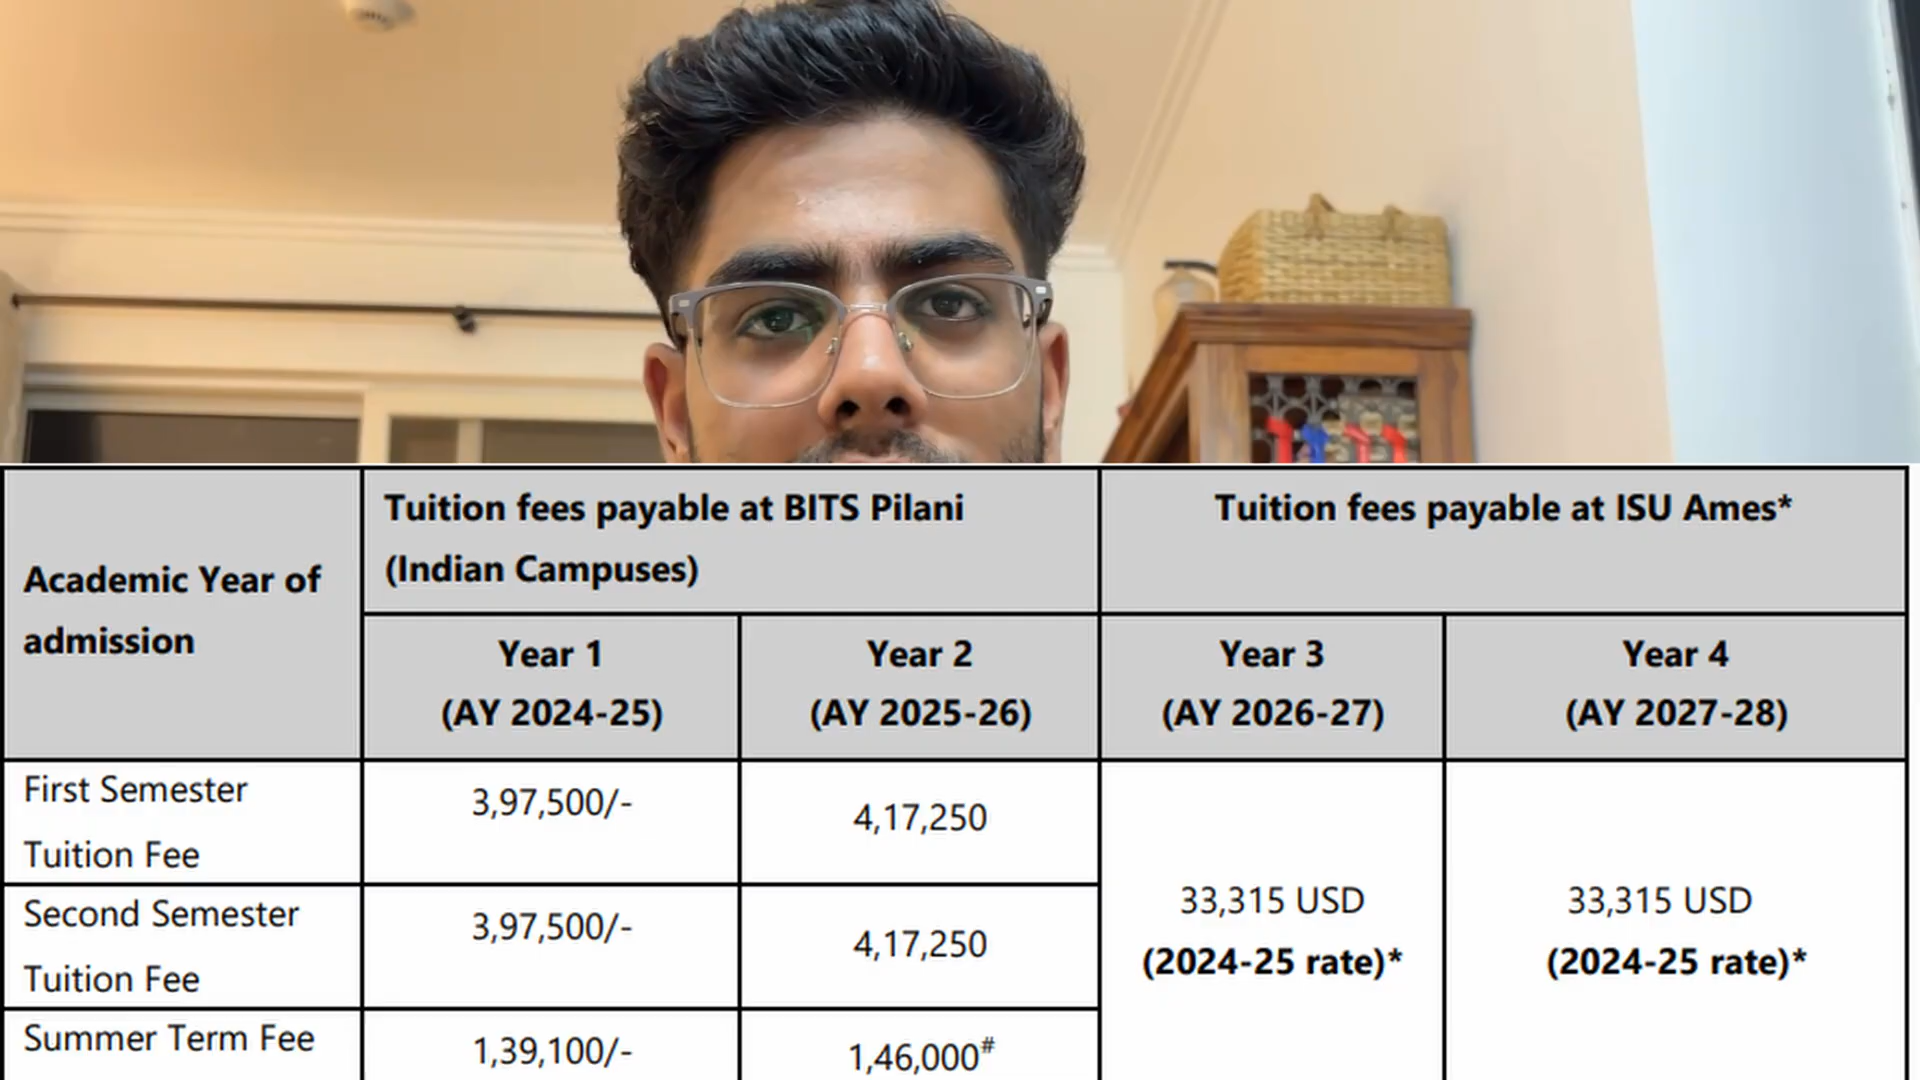 Academic Year of
admission
Tuition fees payable at BITS Pilani
(Indian Campuses)
Tuition fees payable at ISU Ames*
Year 1
(AY 2024-25)
Year 2
(AY 2025-26)
Year 3
(AY 2026-27)
Year 4
(AY 2027-28)
First Semester
Tuition Fee
3,97,500/-
4,17,250
Second Semester
Tuition Fee
3,97,500/-
4,17,250
33,315 USD
(2024-25 rate)*
33,315 USD
(2024-25 rate)*
Summer Term Fee
1,39,100/-
1,46,000#